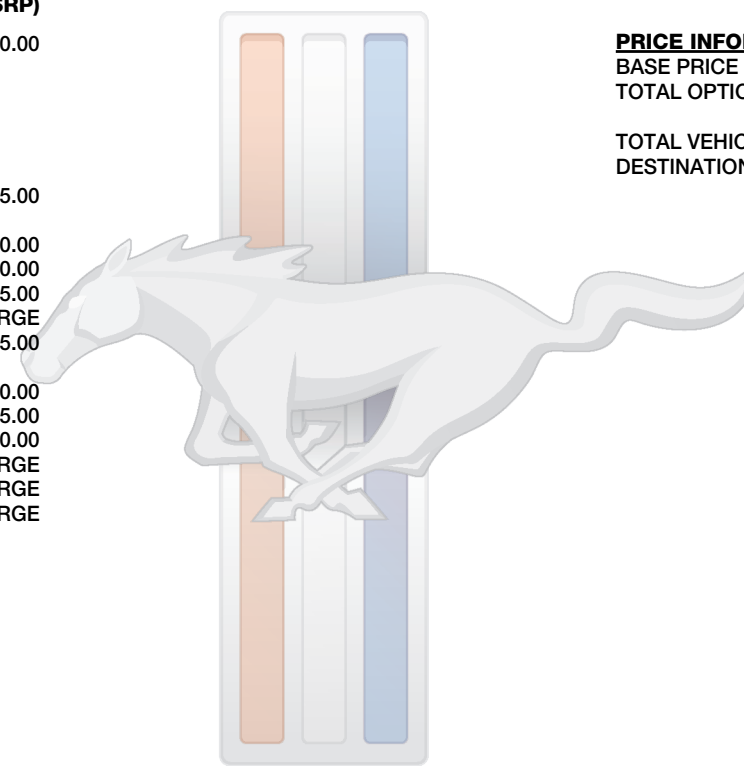 SRP)
0.00
5.00
0.00
0.00
5.00
RGE
5.00
0.00
5.00
0.00
RGE
RGE
RGE
PRICE INFO
BASE PRICE
TOTAL OPTIO
TOTAL VEHIC
DESTINATION